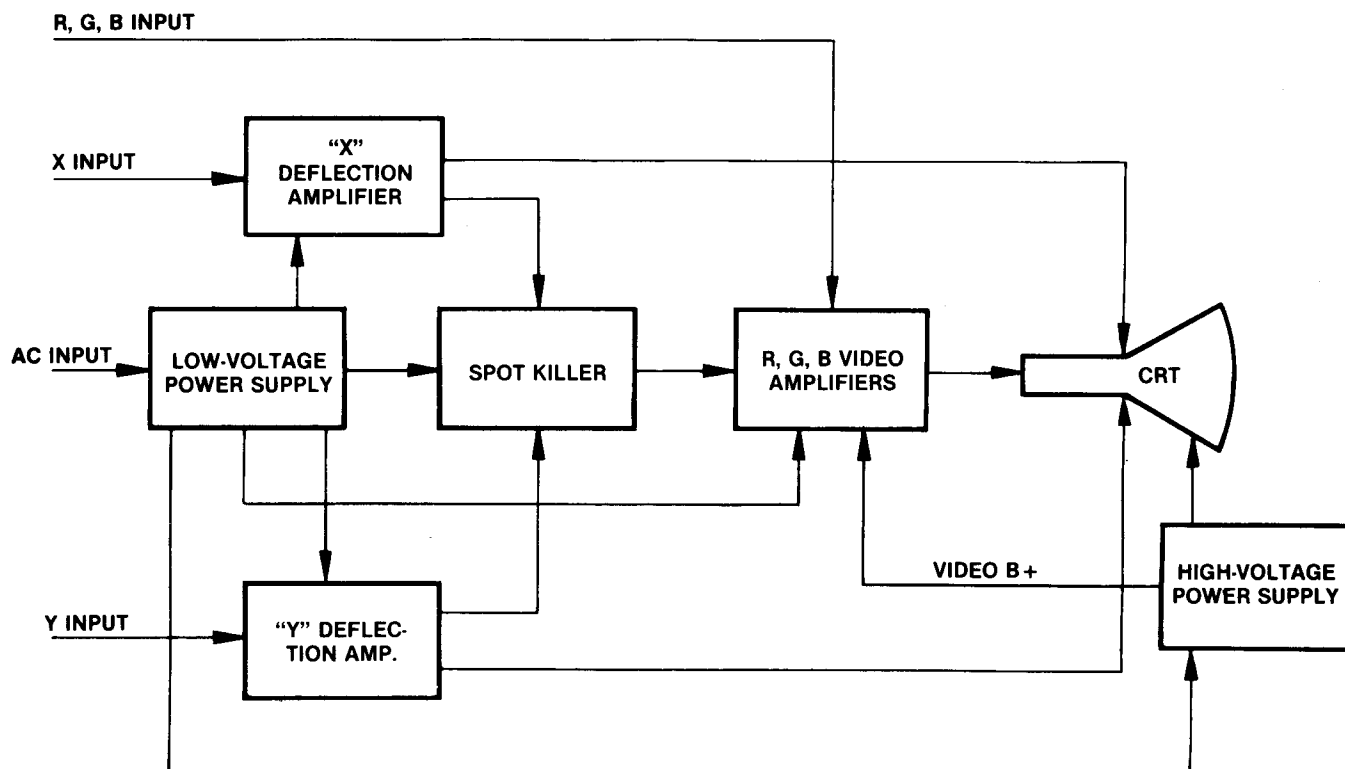 R, G, B INPUT
X INPUT
“X”
DEFLECTION
AMPLIFIER
AC INPUT
LOW-VOLTAGE
POWER SUPPLY
SPOT KILLER
R, G, B VIDEO
AMPLIFIERS
CRT
Y INPUT
“Y” DEFLEC-
TION AMP.
VIDEO B+
HIGH-VOLTAGE
POWER SUPPLY